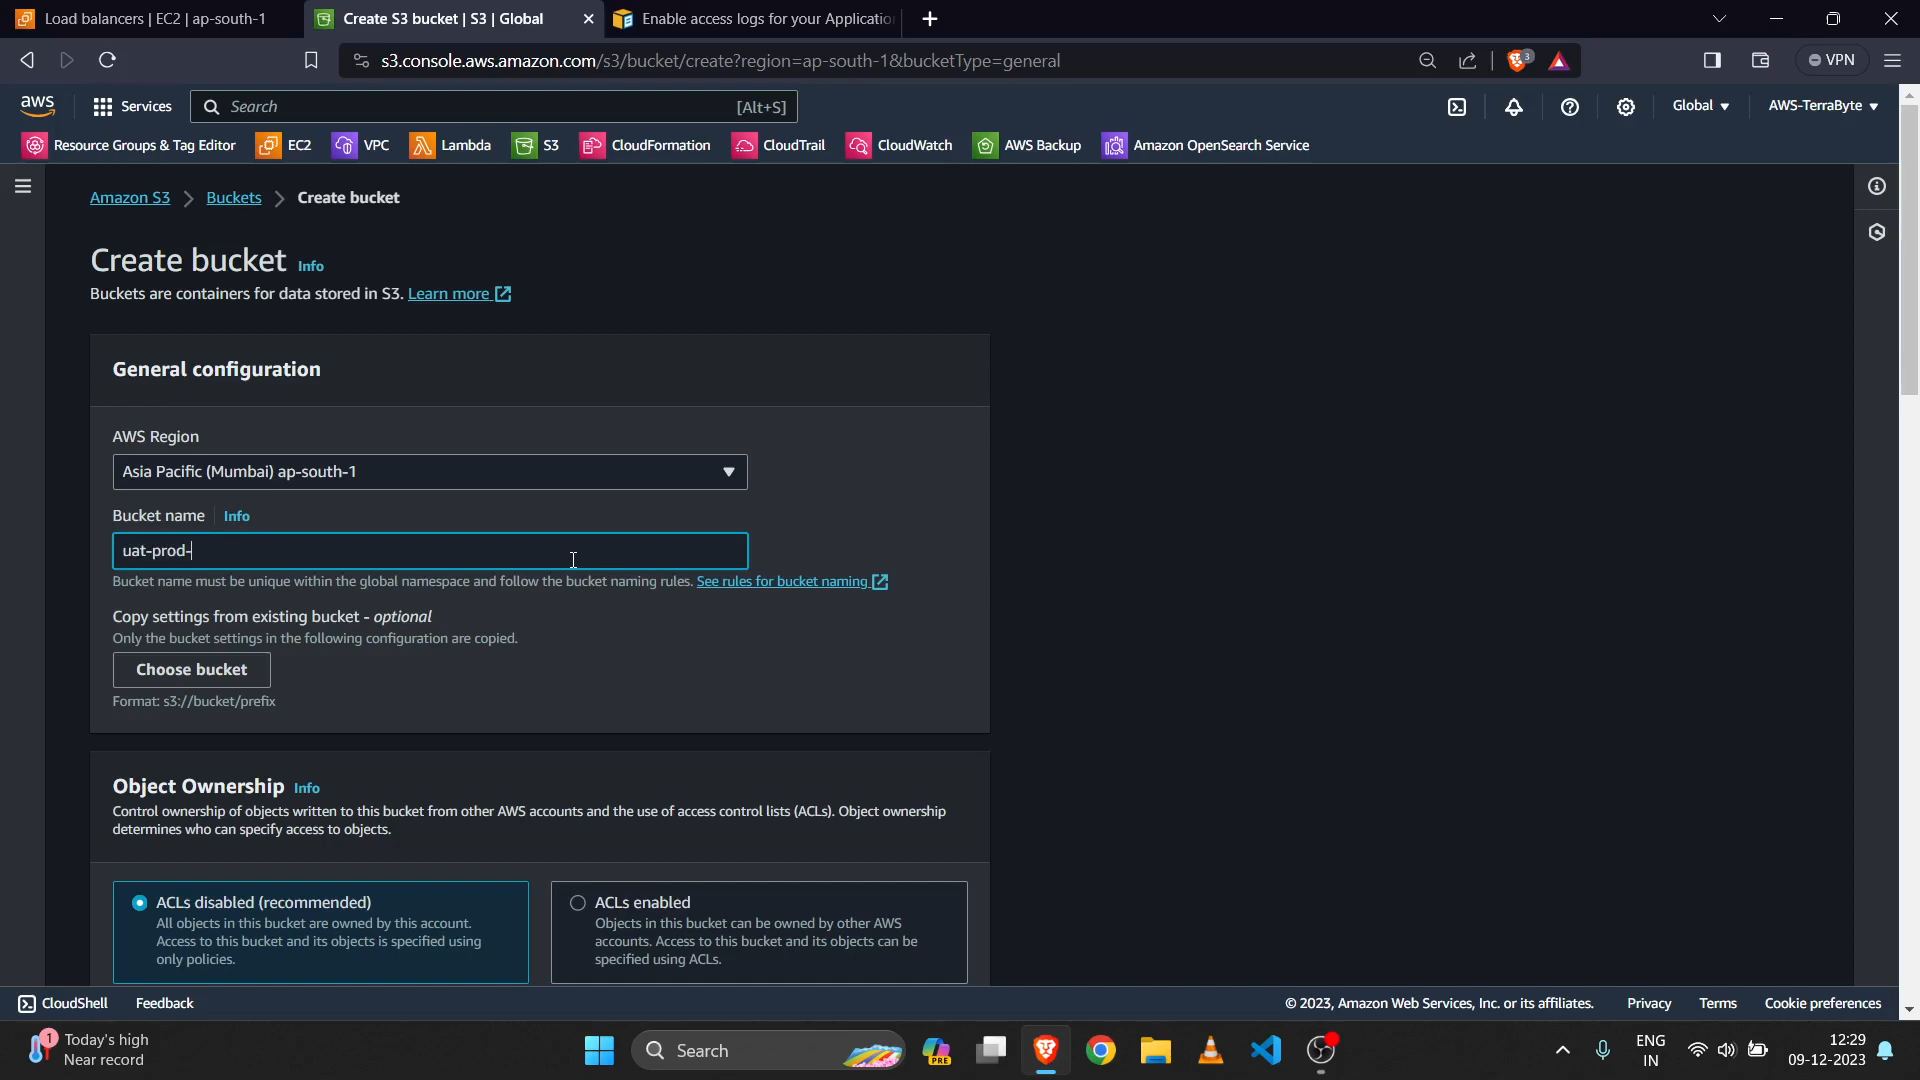 Load balancers | EC2 | ap-south-1
Create S3 bucket | S3 | Global
Enable access logs for your Applicatio
s3.console.aws.amazon.com/s3/bucket/create?region=ap-south-1&bucketType=general
3
VPN
aws
Services
Search
[Alt+S]
Global
AWS-TerraByte
Resource Groups & Tag Editor
EC2
VPC
Lambda
S3
CloudFormation
CloudTrail
CloudWatch
AWS Backup
Amazon OpenSearch Service
Amazon S3 > Buckets > Create bucket
Create bucket Info
Buckets are containers for data stored in S3. Learn more
General configuration
AWS Region
Asia Pacific (Mumbai) ap-south-1
Bucket name Info
uat-prod-
Bucket name must be unique within the global namespace and follow the bucket naming rules. See rules for bucket naming
Copy settings from existing bucket - optional
Only the bucket settings in the following configuration are copied.
Choose bucket
Format: s3://bucket/prefix
Object Ownership Info
Control ownership of objects written to this bucket from other AWS accounts and the use of access control lists (ACLs). Object ownership
determines who can specify access to objects.
ACLs disabled (recommended)
All objects in this bucket are owned by this account.
Access to this bucket and its objects is specified using
only policies.
ACLs enabled
Objects in this bucket can be owned by other AWS
accounts. Access to this bucket and its objects can be
specified using ACLs.
CloudShell
Feedback
© 2023, Amazon Web Services, Inc. or its affiliates.
Privacy
Terms
Cookie preferences
1
Today's high
Near record
Search
PRE
ENG
IN
12:29
09-12-2023